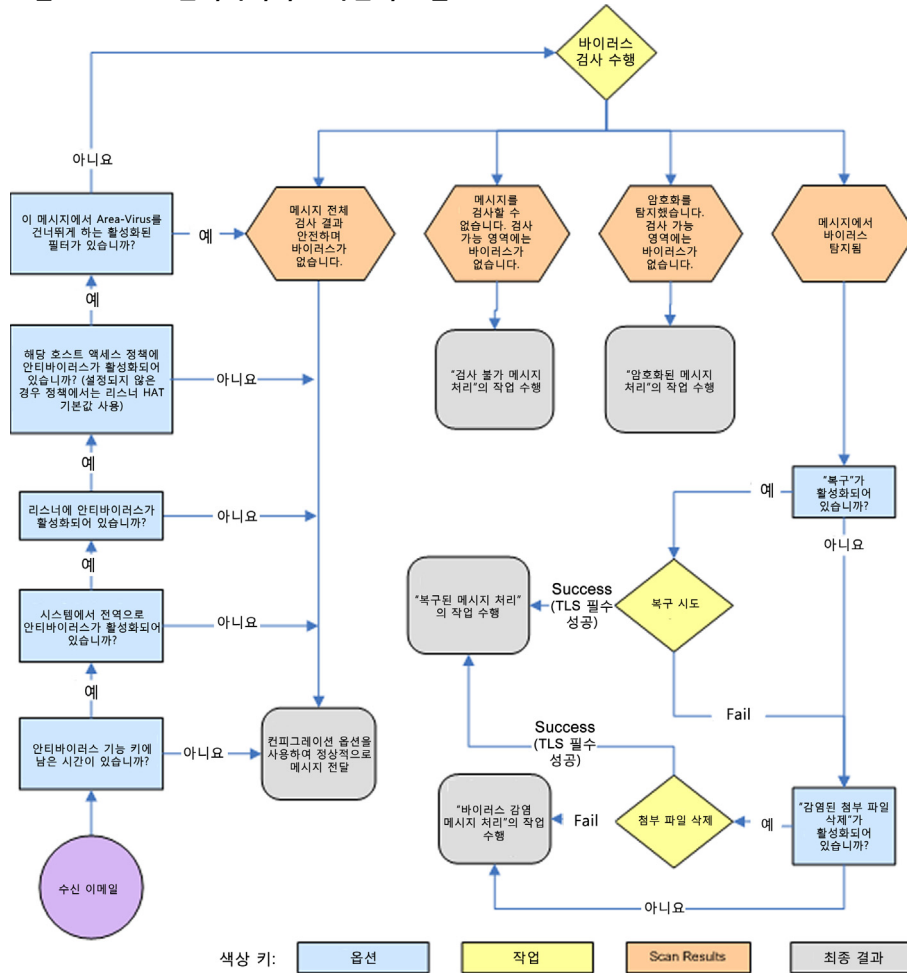 바이러스
검사 수행
아니요
이 메시지에서 Area-Virus를
건너뛰게 하는 활성화된
필터가 있습니까?
예
메시지 전체
검사 결과
안전하며
바이러스가
없습니다.
메시지를
검사할 수
없습니다. 검사
가능 영역에는
바이러스가
없습니다.
암호화를
탐지했습니다.
검사 가능
영역에는
바이러스가
없습니다.
메시지에서
바이러스
탐지됨
예
해당 호스트 액세스 정책에
안티바이러스가 활성화되어
있습니까? (설정되지 않은
경우 정책에서는 리스너 HAT
기본값 사용)
아니요
"검사 불가 메시지
처리"의 작업 수행
"암호화된 메시지
처리"의 작업 수행
예
리스너에 안티바이러스가
활성화되어 있습니까?
아니요
예
"복구"가
활성화되어
있습니까?
아니요
예
시스템에서 전역으로
안티바이러스가 활성화되어
있습니까?
아니요
"복구된 메시지 처리"
의 작업 수행
Success
(TLS 필수
성공)
복구 시도
예
Fail
안티바이러스 기능 키에
남은 시간이 있습니까?
아니요
컨피그레이션 옵션을
사용하여 정상적으로
메시지 전달
Success
(TLS 필수
성공)
"바이러스 감염
메시지 처리"의 작업
수행
Fail
첨부 파일 삭제
예
"감염된 첨부 파일
삭제"가
활성화되어
있습니까?
수신 이메일
아니요
색상 키:
옵션
작업
Scan Results
최종 결과